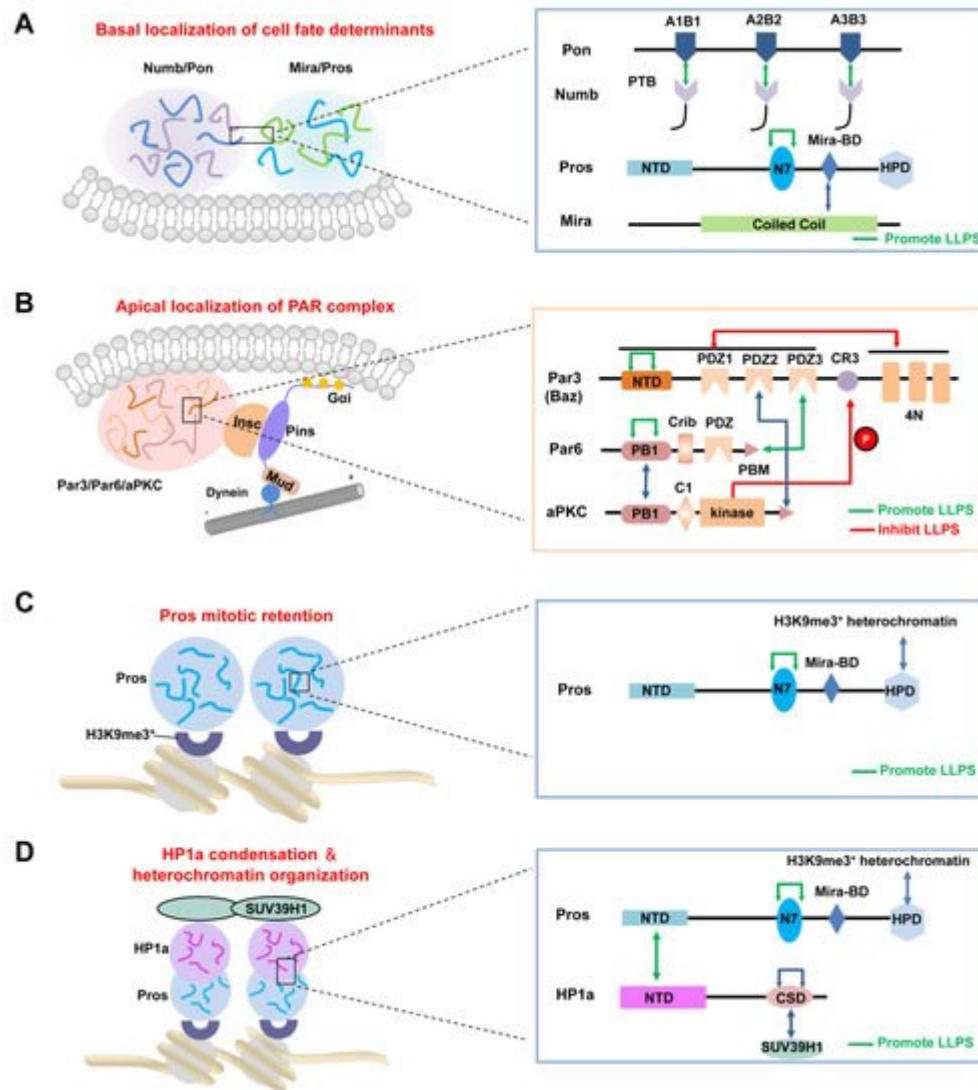 A
Basal localization of cell fate determinants
Numb/Pon
Mira/Pros
A1B1
A2B2
A3B3
Pon
PTB
Numb
Mira-BD
Pros
NTD
N7
HPD
Mira
Coiled Coil
Promote LLPS
B
Apical localization of PAR complex
Gαi
Insc
Pins
Mud
Par3/Par6/aPKC
Dynein
-
+
PDZ1
PDZ2
PDZ3
CR3
Par3
(Baz)
NTD
4N
Crib
PDZ
P
Par6
PB1
PBM
C1
aPKC
PB1
kinase
Promote LLPS
Inhibit LLPS
C
Pros mitotic retention
Pros
H3K9me3⁺
H3K9me3⁺ heterochromatin
Mira-BD
Pros
NTD
N7
HPD
Promote LLPS
D
HP1a condensation &
heterochromatin organization
SUV39H1
HP1a
Pros
H3K9me3⁺ heterochromatin
Mira-BD
Pros
NTD
N7
HPD
HP1a
NTD
CSD
SUV39H1
Promote LLPS